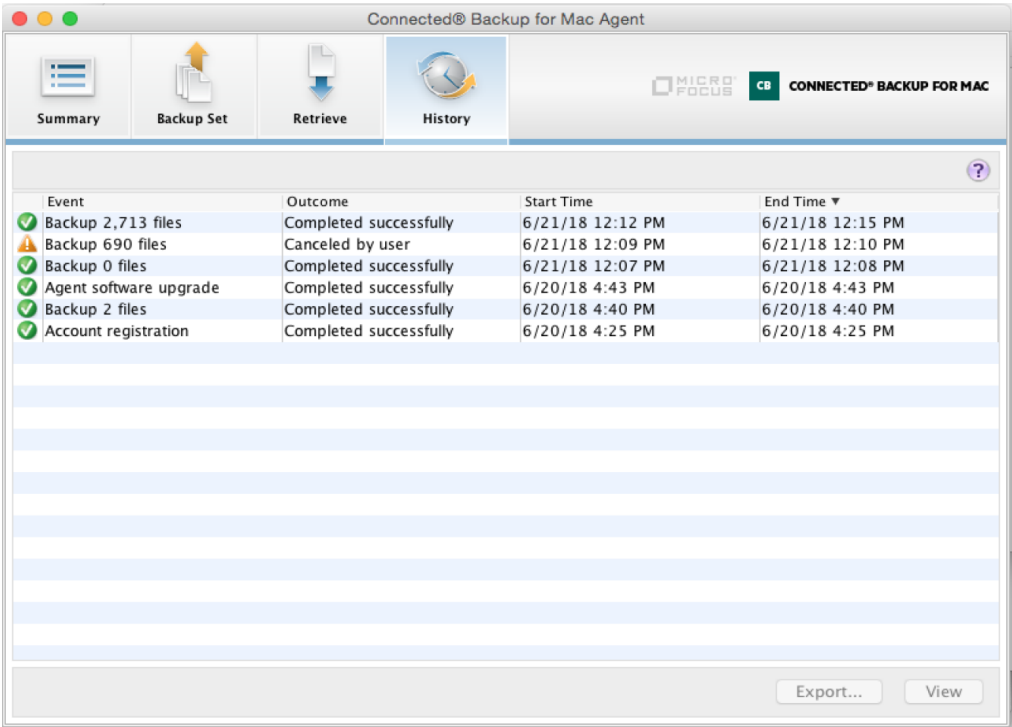 Connected® Backup for Mac Agent
Summary Backup Set Retrieve History
MICRO FOCUS CB CONNECTED® BACKUP FOR MAC
?
Event Outcome Start Time End Time ▼
Backup 2,713 files Completed successfully 6/21/18 12:12 PM 6/21/18 12:15 PM
Backup 690 files Canceled by user 6/21/18 12:09 PM 6/21/18 12:10 PM
Backup 0 files Completed successfully 6/21/18 12:07 PM 6/21/18 12:08 PM
Agent software upgrade Completed successfully 6/20/18 4:43 PM 6/20/18 4:43 PM
Backup 2 files Completed successfully 6/20/18 4:40 PM 6/20/18 4:40 PM
Account registration Completed successfully 6/20/18 4:25 PM 6/20/18 4:25 PM
Export... View